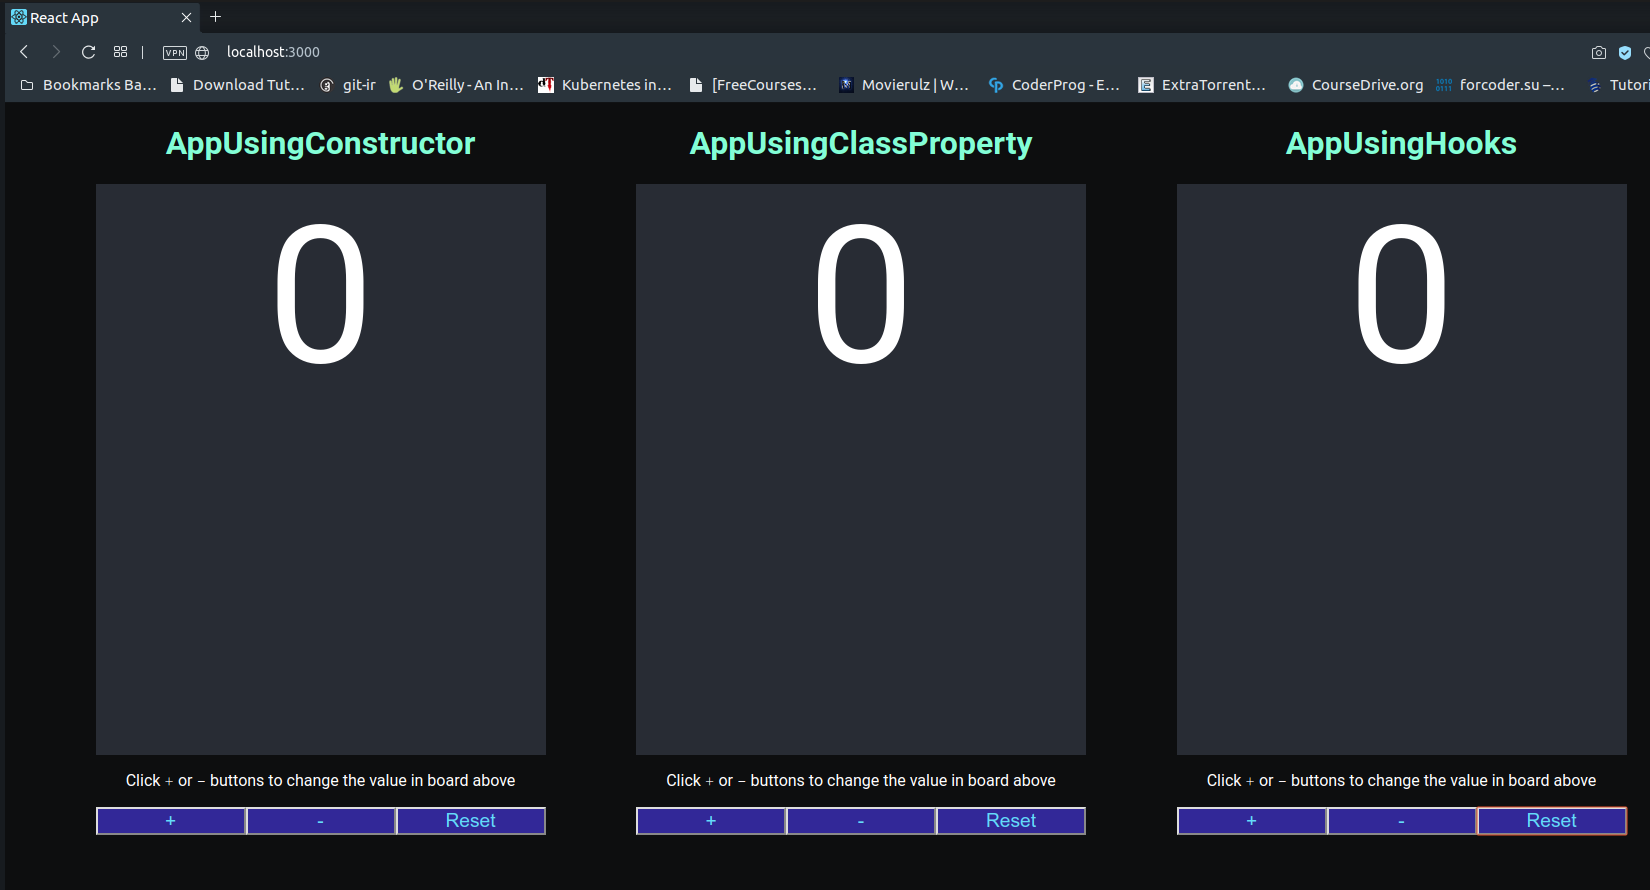 React App
VPN localhost:3000
Bookmarks Ba... Download Tut... git-ir O'Reilly - An In... Kubernetes in... [FreeCourses... Movierulz | W... CoderProg - E... ExtraTorrent... CourseDrive.org forcoder.su –... Tutori
AppUsingConstructor AppUsingClassProperty AppUsingHooks
0 0 0
Click + or − buttons to change the value in board above Click + or − buttons to change the value in board above Click + or − buttons to change the value in board above
+ - Reset + - Reset + - Reset